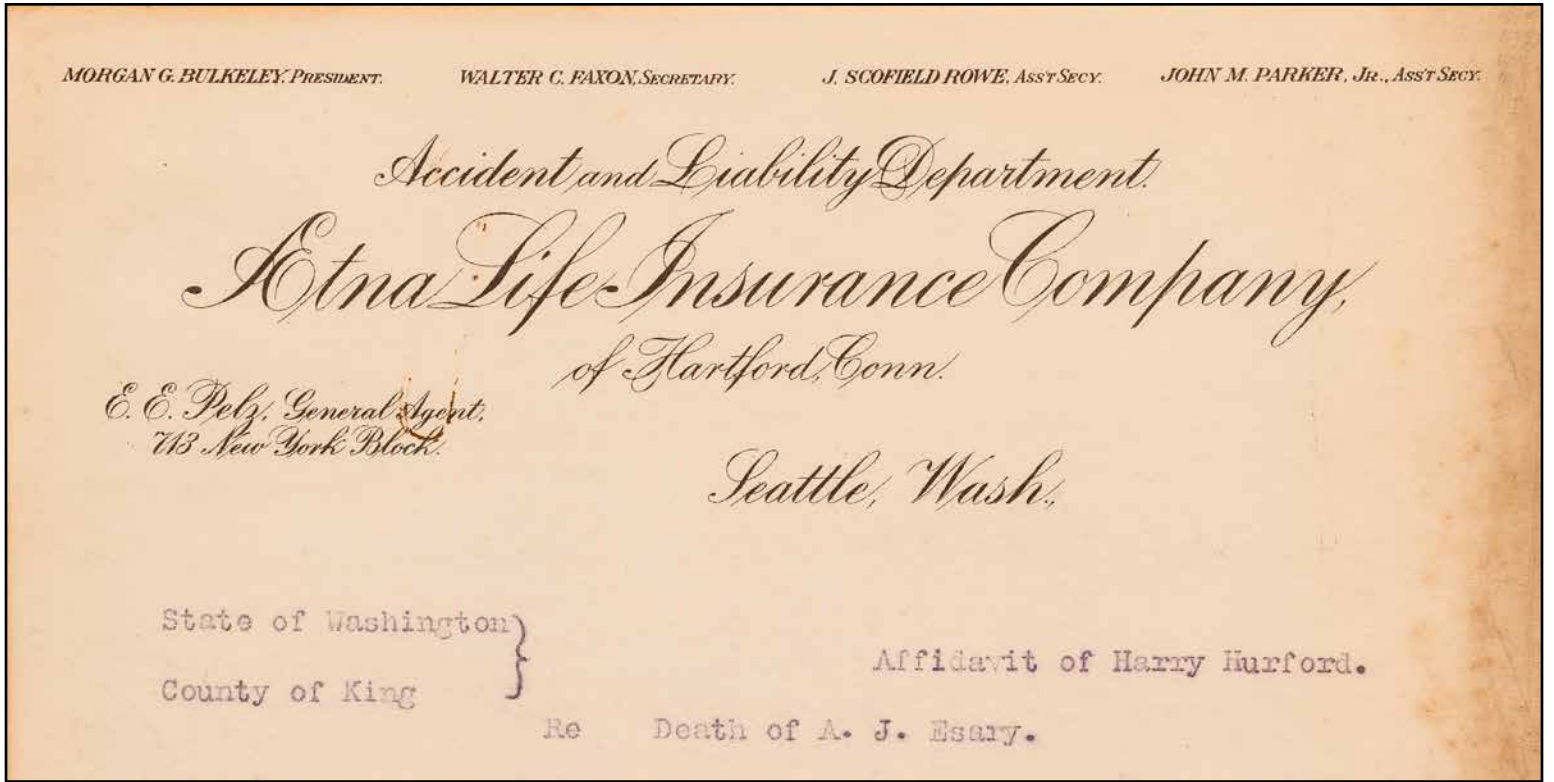 MORGAN G. BULKELEY, PRESIDENT. WALTER C. FAXON, SECRETARY. J. SCOFIELD ROWE, ASS'T SECY. JOHN M. PARKER, JR., ASS'T SECY.
Accident and Liability Department.
Ætna Life Insurance Company,
of Hartford, Conn.
E. E. Pelz, General Agent,
713 New York Block.
Seattle, Wash.,
State of Washington
Affidavit of Harry Hurford.
County of King
Re Death of A. J. Esary.